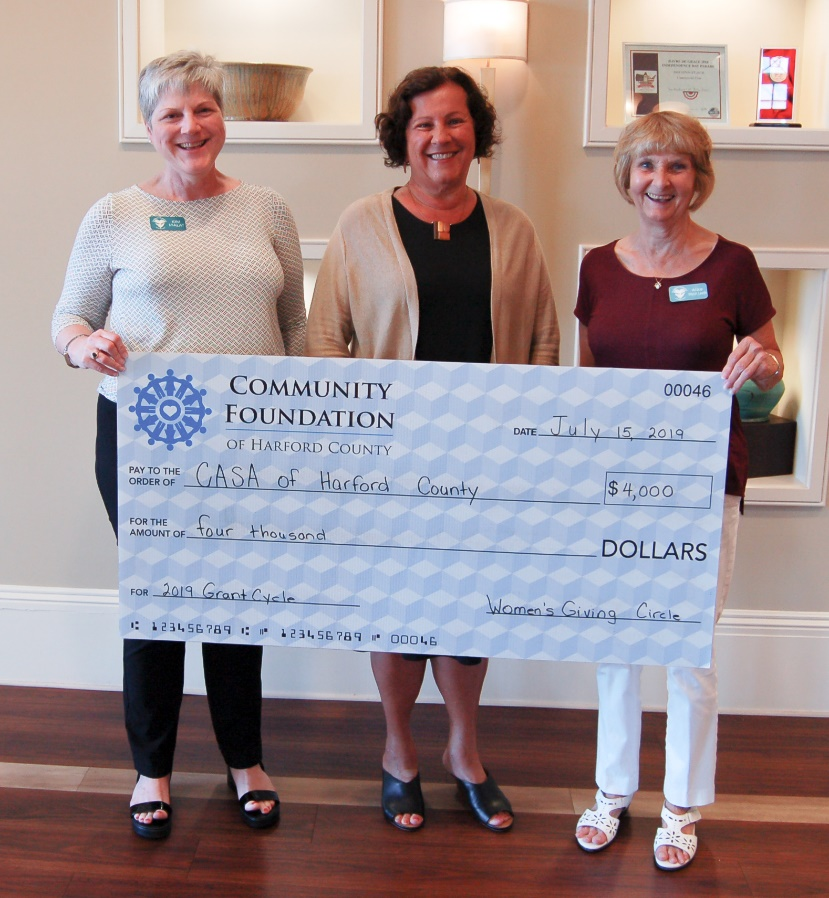 COMMUNITY
FOUNDATION
OF HARFORD COUNTY
00046
DATE July 15, 2019
PAY TO THE
ORDER OF CASA of Harford County $4,000
FOR THE
AMOUNT OF four thousand DOLLARS
FOR 2019 Grant Cycle Women's Giving Circle
⑆123456789⑆ ⑈123456789⑈ 00046